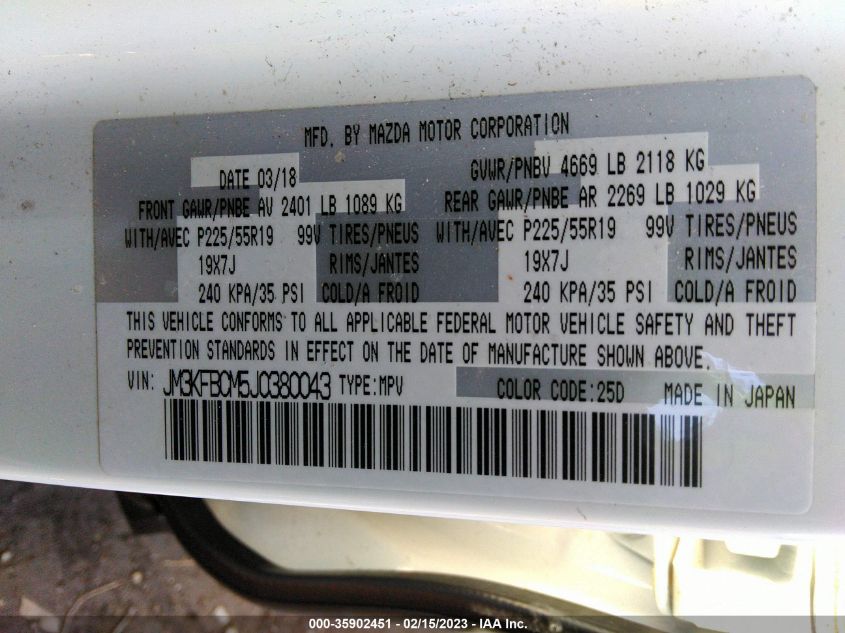 MFD. BY MAZDA MOTOR CORPORATION
DATE 03/18 GVWR/PNBV 4669 LB 2118 KG
FRONT GAWR/PNBE AV 2401 LB 1089 KG REAR GAWR/PNBE AR 2269 LB 1029 KG
WITH/AVEC P225/55R19 99V TIRES/PNEUS WITH/AVEC P225/55R19 99V TIRES/PNEUS
19X7J RIMS/JANTES 19X7J RIMS/JANTES
240 KPA/35 PSI COLD/A FROID 240 KPA/35 PSI COLD/A FROID
THIS VEHICLE CONFORMS TO ALL APPLICABLE FEDERAL MOTOR VEHICLE SAFETY AND THEFT
PREVENTION STANDARDS IN EFFECT ON THE DATE OF MANUFACTURE SHOWN ABOVE.
VIN: JM3KFBCM5J0380043 TYPE:MPV COLOR CODE:25D MADE IN JAPAN
000-35902451 - 02/15/2023 - IAA Inc.